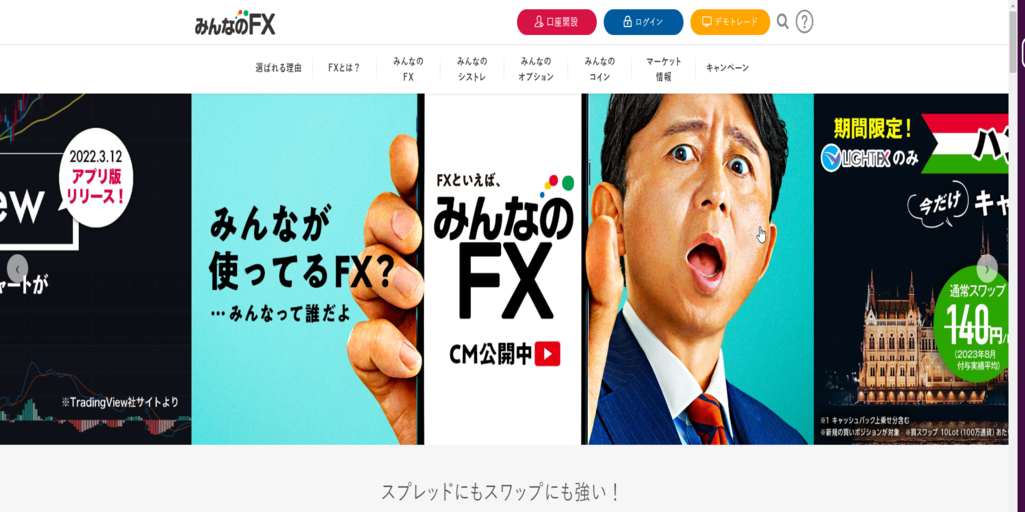 みんなのFX
口座開設
ログイン
デモトレード
選ばれる理由
FXとは？
みんなの
FX
みんなの
シストレ
みんなの
オプション
みんなの
コイン
マーケット
情報
キャンペーン
2022.3.12
アプリ版
リリース！
ew
ャートが
※TradingView社サイトより
みんなが
使ってるFX？
…みんなって誰だよ
FXといえば、
みんなの
FX
CM公開中
期間限定！
LIGHT FXのみ
ハン
今だけ
キャ
通常スワップ
140円/
（2023年8月
付与実績平均）
※1 キャッシュバック上乗せ分含む
※新規の買いポジションが対象　※買スワップ 10Lot（100万通貨）あた
スプレッドにもスワップにも強い！